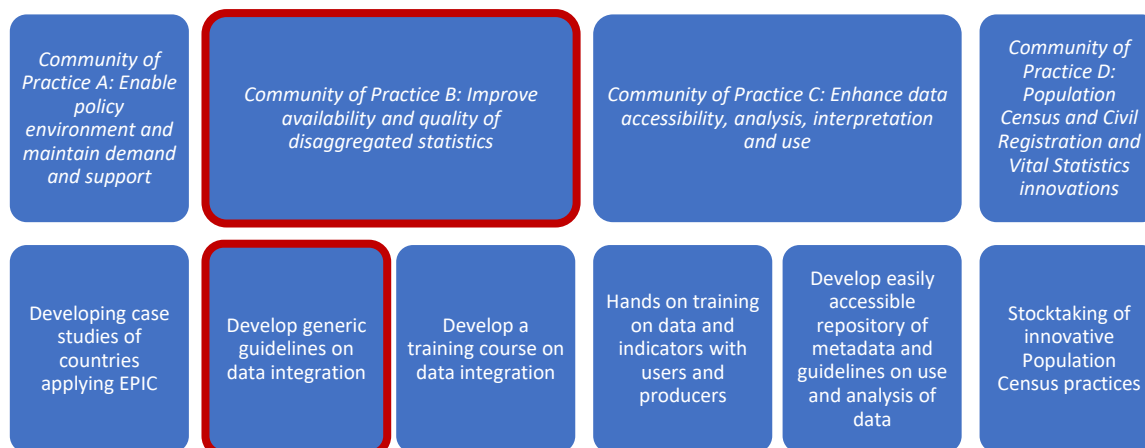 Community of
Practice A: Enable
policy
environment and
maintain demand
and support
Community of Practice B: Improve
availability and quality of
disaggregated statistics
Community of Practice C: Enhance data
accessibility, analysis, interpretation
and use
Community of
Practice D:
Population
Census and Civil
Registration and
Vital Statistics
innovations
Developing case
studies of
countries
applying EPIC
Develop generic
guidelines on
data integration
Develop a
training course on
data integration
Hands on training
on data and
indicators with
users and
producers
Develop easily
accessible
repository of
metadata and
guidelines on use
and analysis of
data
Stocktaking of
innovative
Population
Census practices